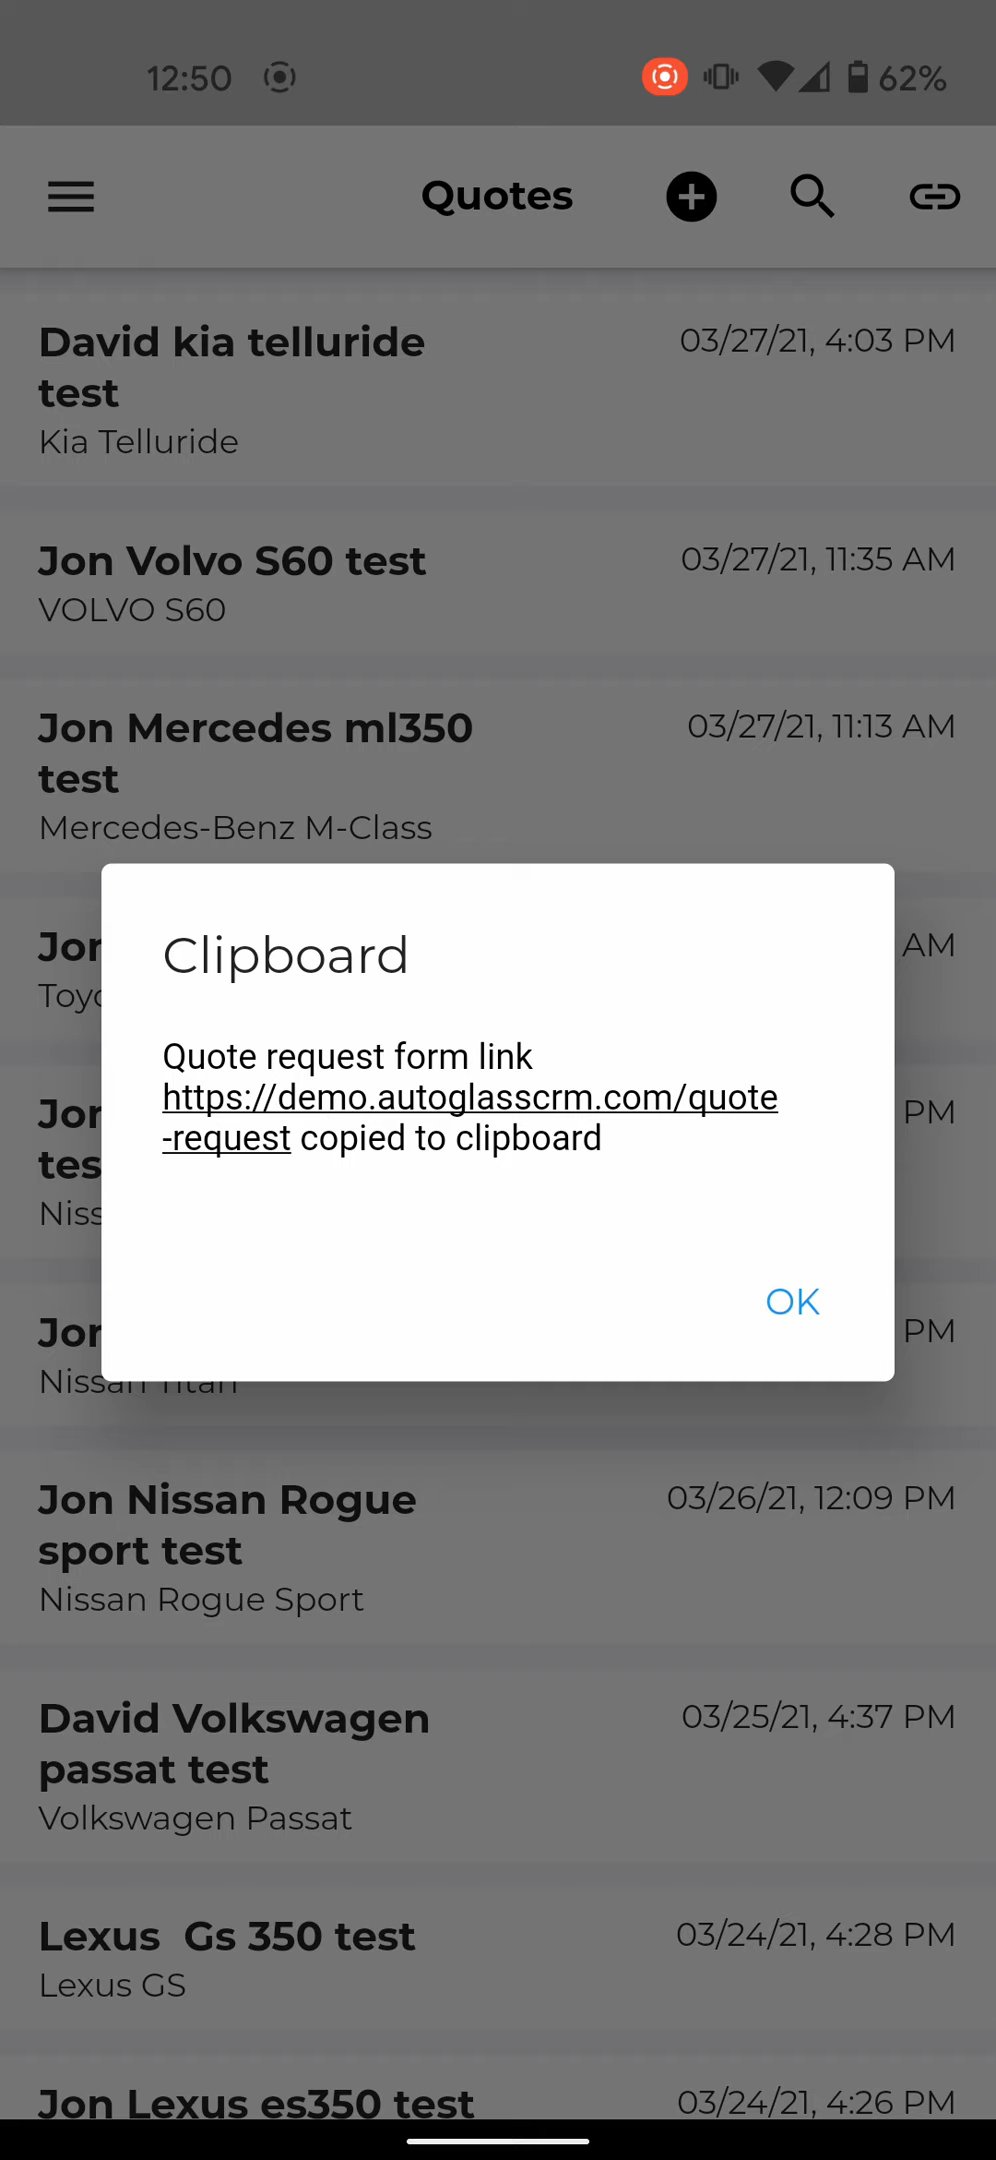 12:50
62%
Quotes
David kia telluride
test
03/27/21, 4:03 PM
Kia Telluride
Jon Volvo S60 test
03/27/21, 11:35 AM
VOLVO S60
Jon Mercedes ml350
test
03/27/21, 11:13 AM
Mercedes-Benz M-Class
AM
PM
Clipboard
Quote request form link
https://demo.autoglasscrm.com/quote
-request copied to clipboard
OK
PM
Nissan Titan
Jon Nissan Rogue
sport test
03/26/21, 12:09 PM
Nissan Rogue Sport
David Volkswagen
passat test
03/25/21, 4:37 PM
Volkswagen Passat
Lexus Gs 350 test
03/24/21, 4:28 PM
Lexus GS
Jon Lexus es350 test
03/24/21, 4:26 PM